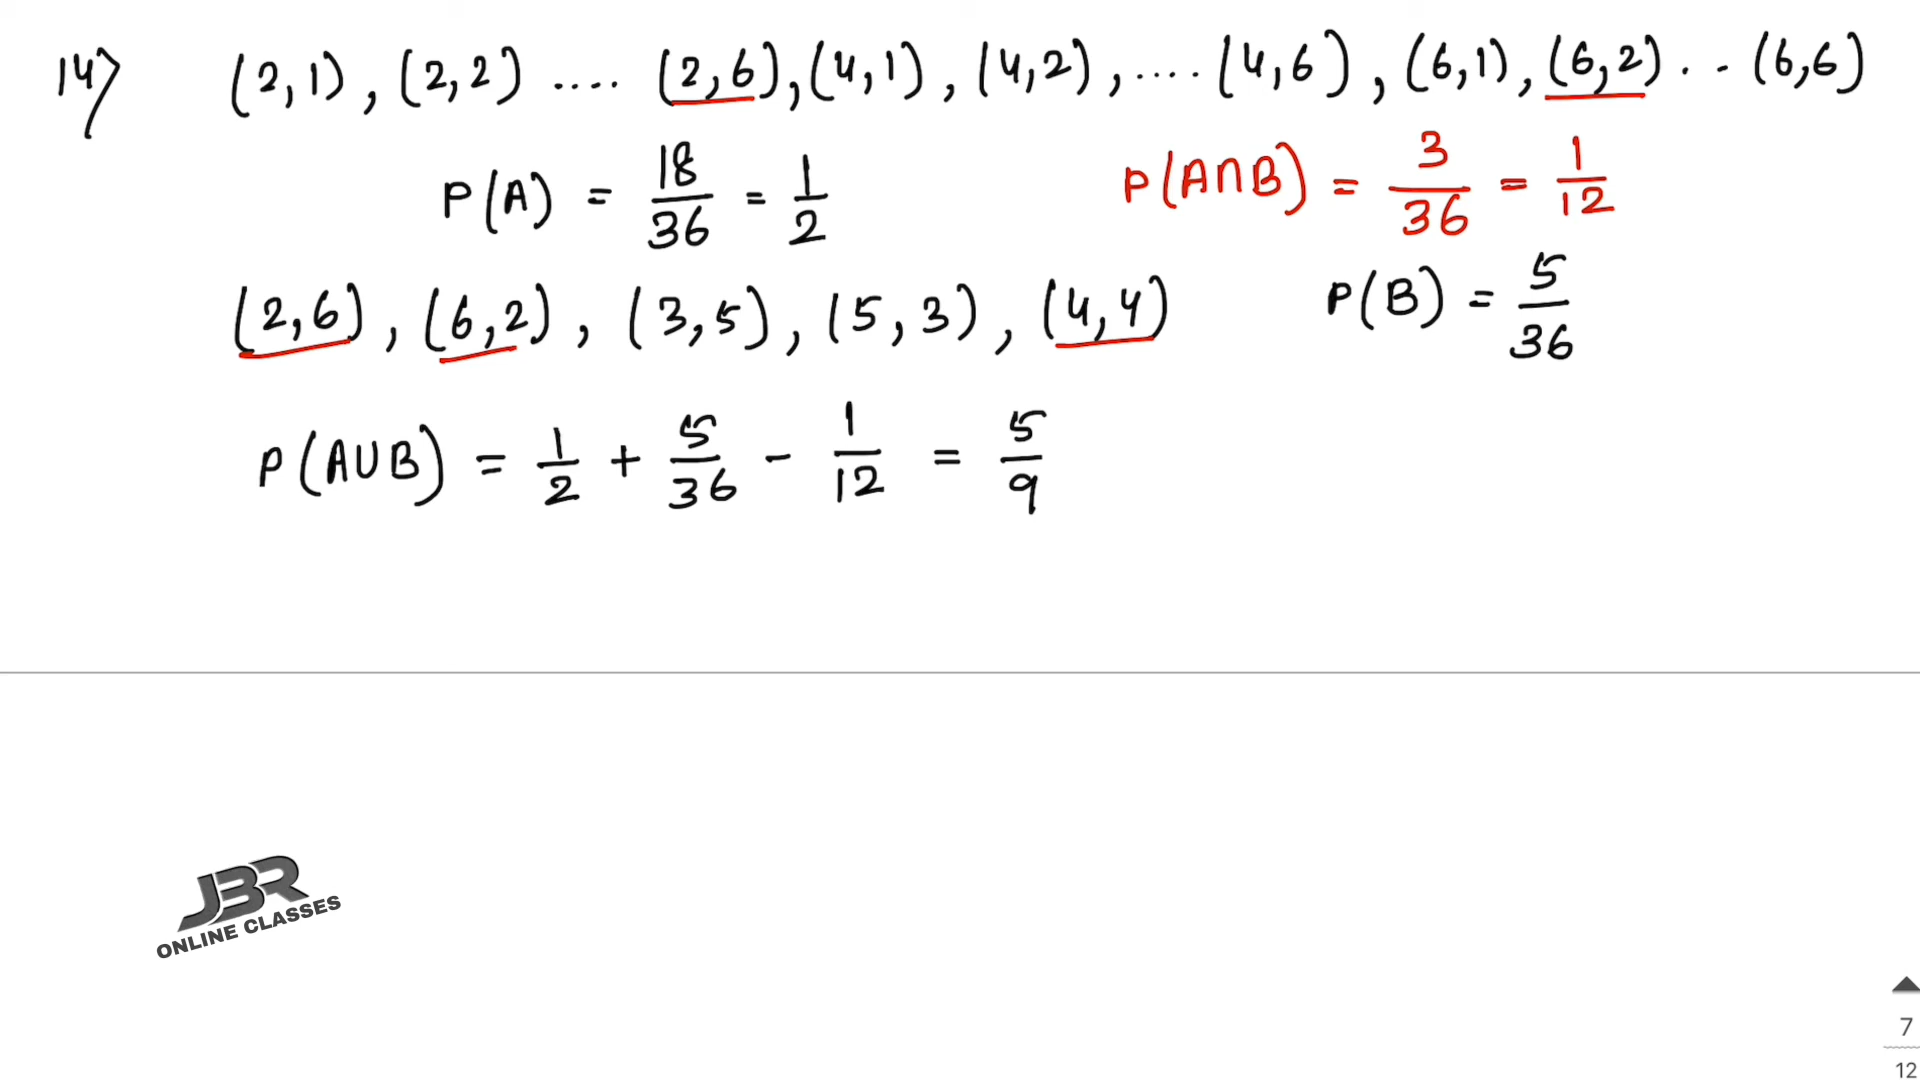 14) (2,1), (2,2) .... (2,6), (4,1), (4,2), .... (4,6), (6,1), (6,2) .. (6,6)
P(A) = 18/36 = 1/2
P(A∩B) = 3/36 = 1/12
(2,6), (6,2), (3,5), (5,3), (4,4)
P(B) = 5/36
P(A∪B) = 1/2 + 5/36 - 1/12 = 5/9
JBR
ONLINE CLASSES
7
12